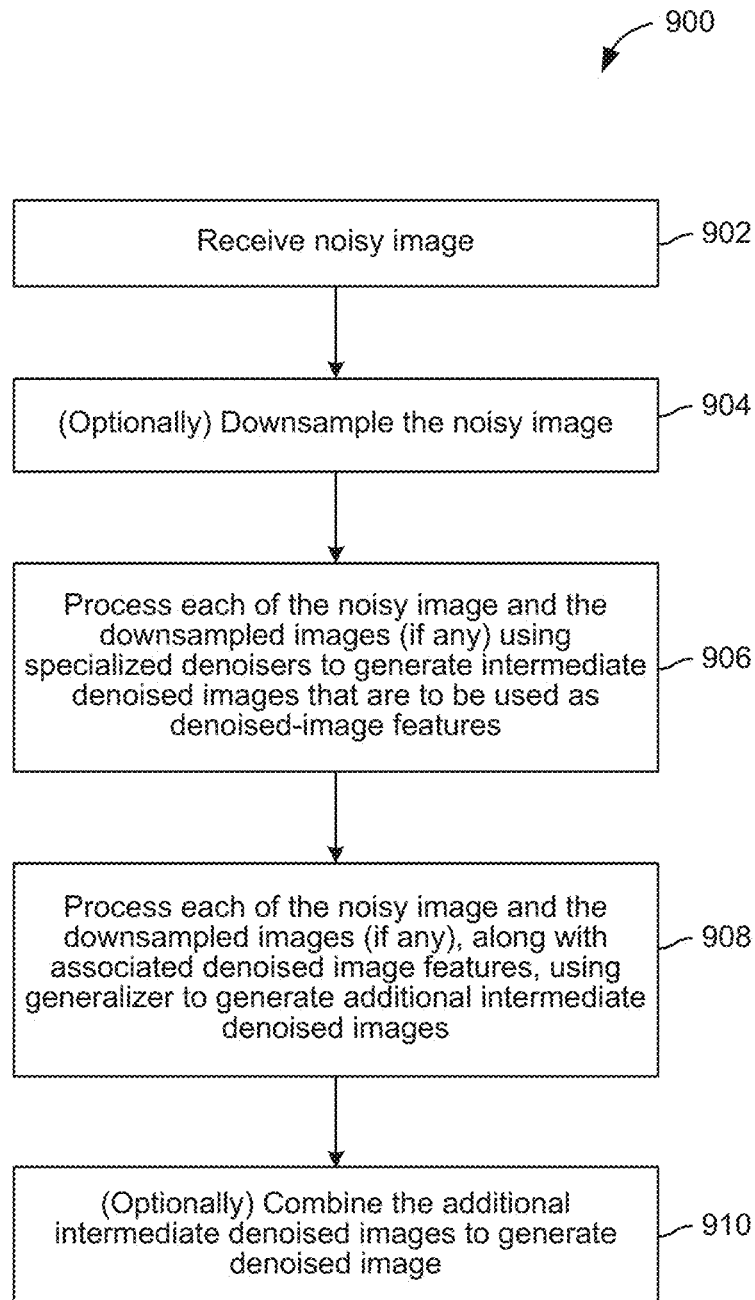 900
Receive noisy image
902
(Optionally) Downsample the noisy image
904
Process each of the noisy image and the
downsampled images (if any) using
specialized denoisers to generate intermediate
denoised images that are to be used as
denoised-image features
906
Process each of the noisy image and the
downsampled images (if any), along with
associated denoised image features, using
generalizer to generate additional intermediate
denoised images
908
(Optionally) Combine the additional
intermediate denoised images to generate
denoised image
910